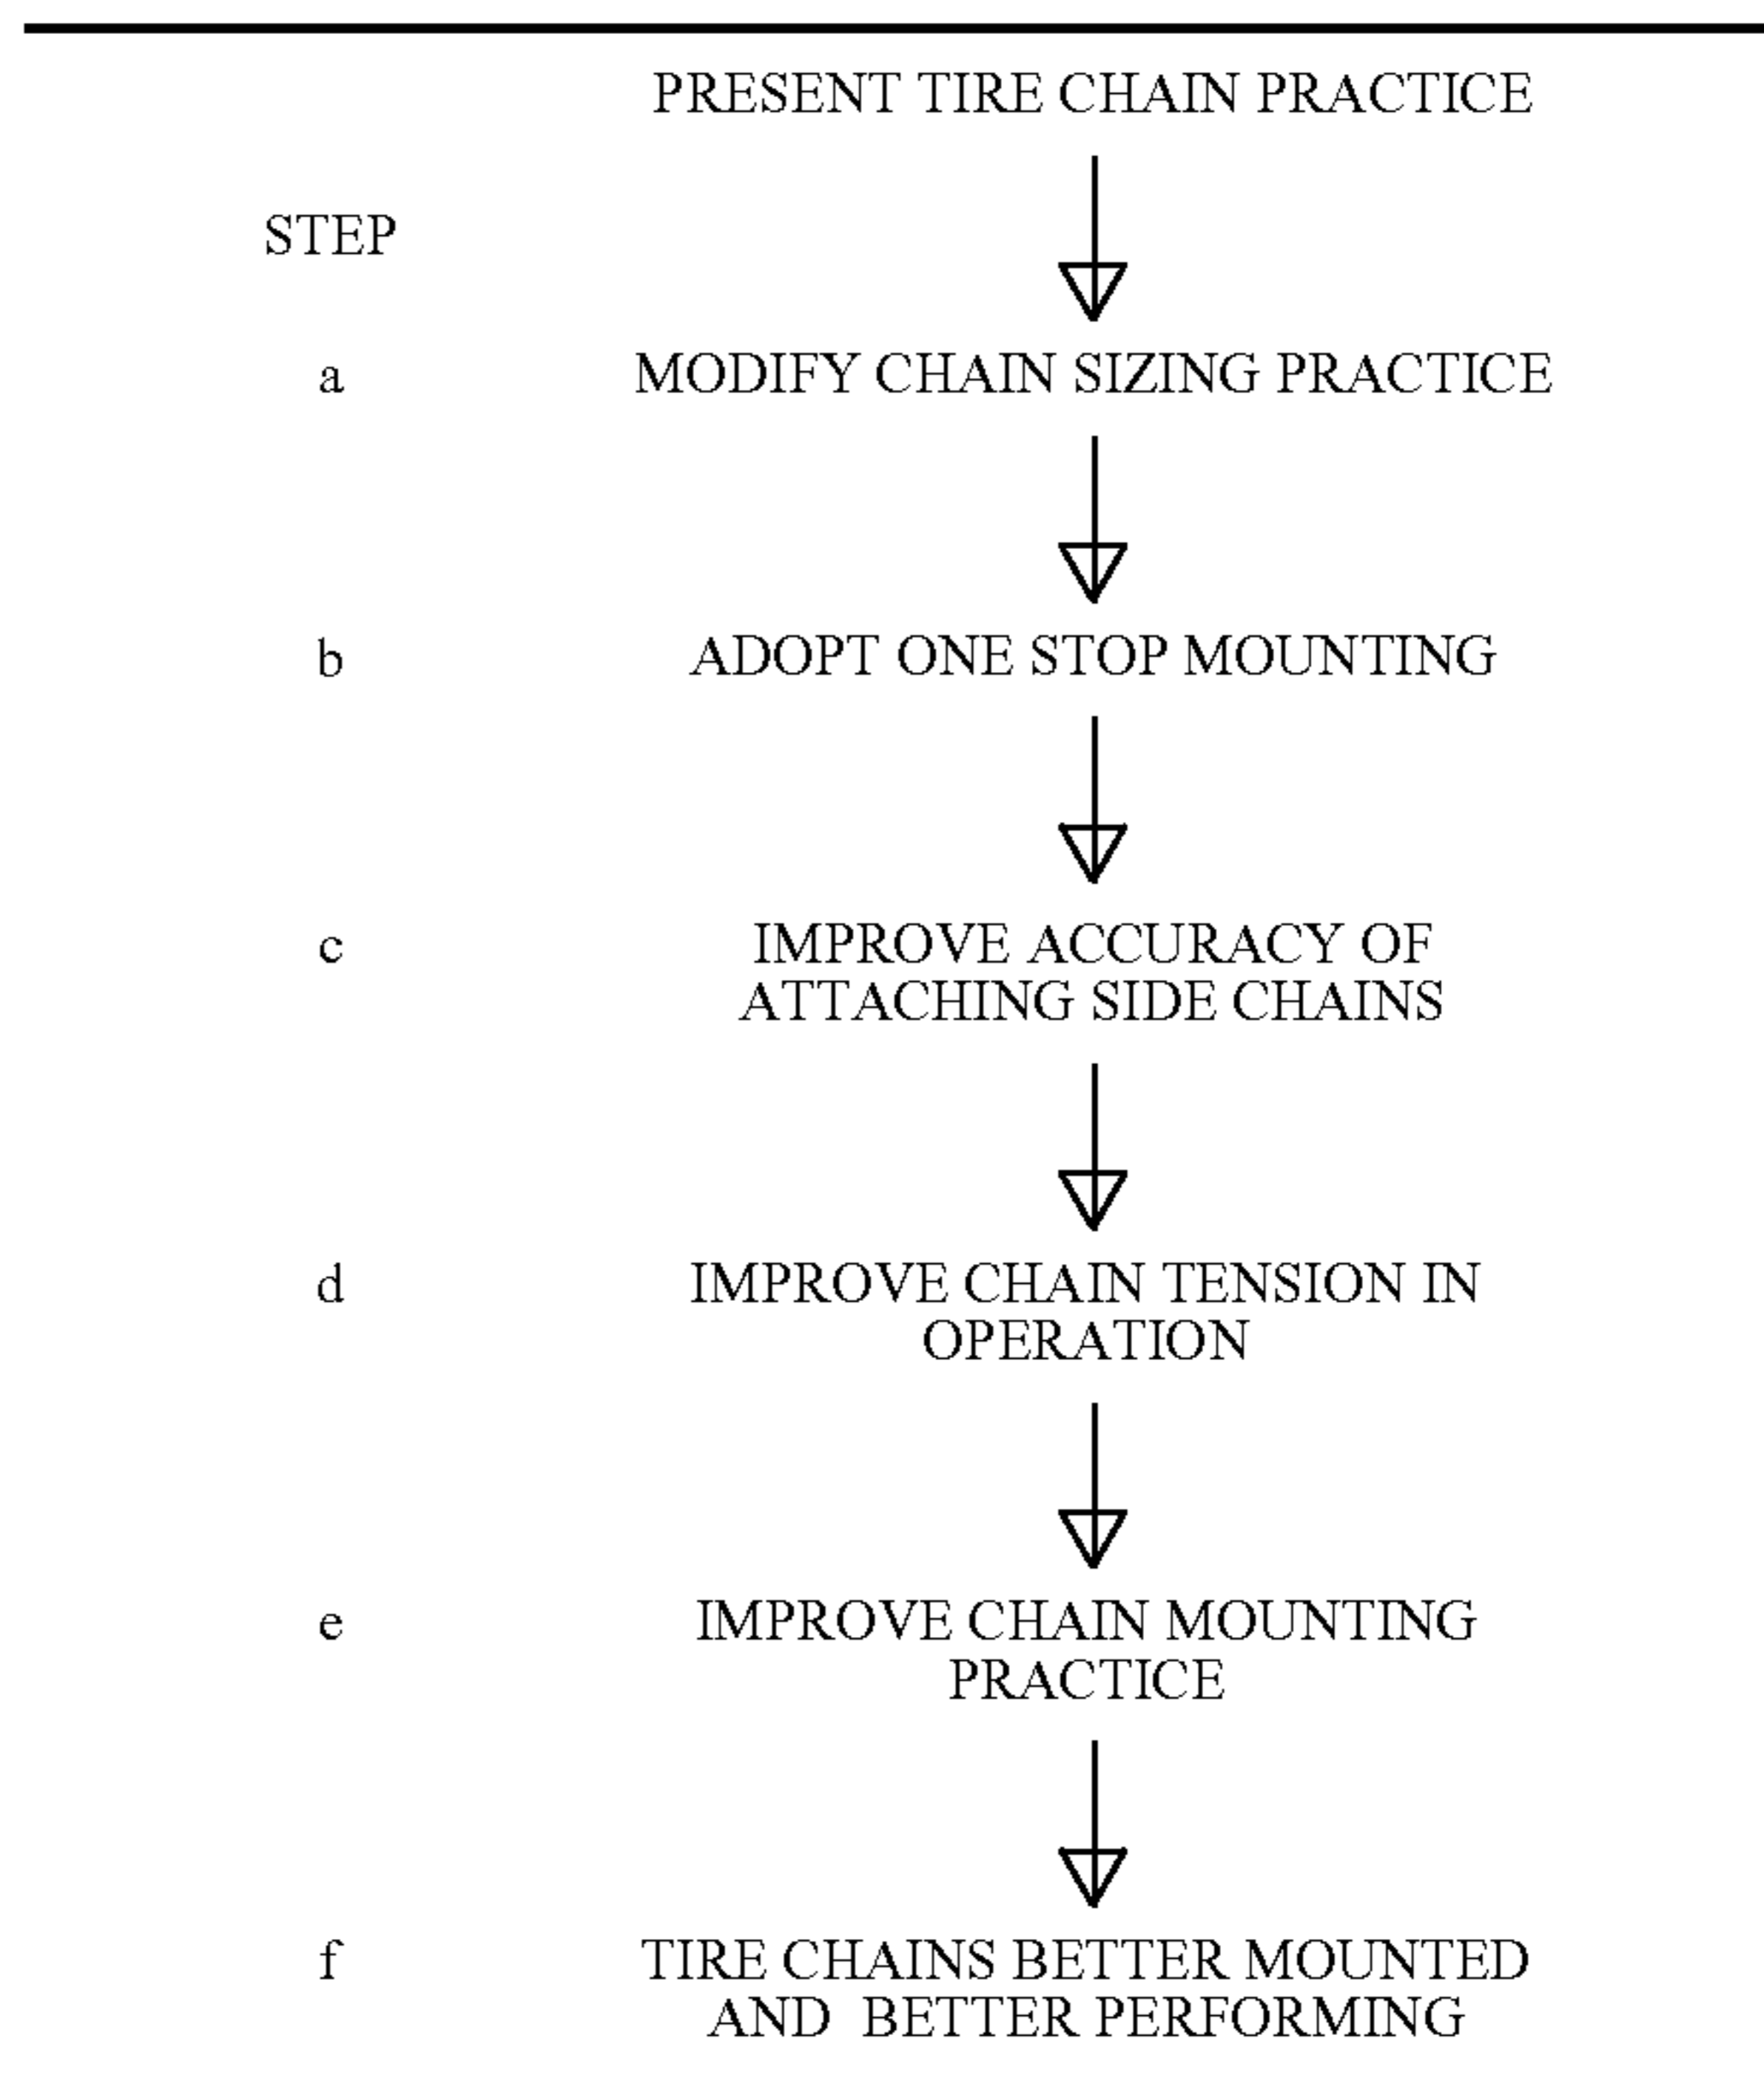 PRESENT TIRE CHAIN PRACTICE
STEP
a MODIFY CHAIN SIZING PRACTICE
b ADOPT ONE STOP MOUNTING
c IMPROVE ACCURACY OF
ATTACHING SIDE CHAINS
d IMPROVE CHAIN TENSION IN
OPERATION
e IMPROVE CHAIN MOUNTING
PRACTICE
f TIRE CHAINS BETTER MOUNTED
AND BETTER PERFORMING